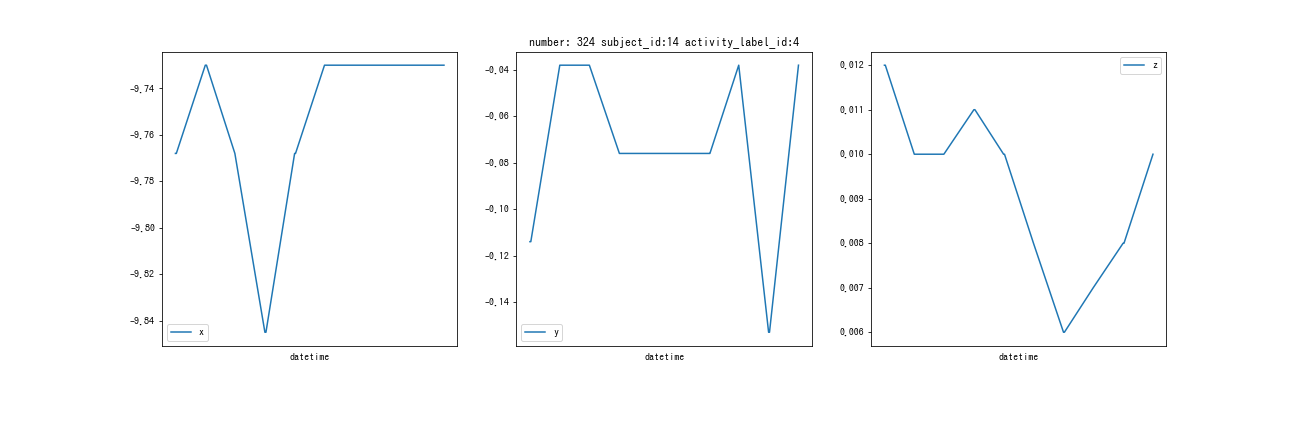 number: 324 subject_id:14 activity_label_id:4
-9.74
-9.76
-9.78
-9.80
-9.82
-9.84
x
datetime
-0.04
-0.06
-0.08
-0.10
-0.12
-0.14
y
datetime
0.012
0.011
0.010
0.009
0.008
0.007
0.006
z
datetime